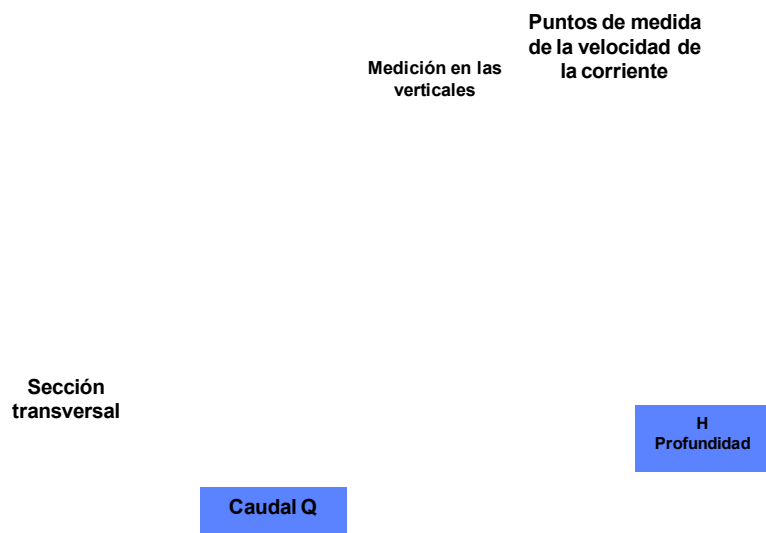 Puntos de medida
de la velocidad de
la corriente
Medición en las
verticales
Sección
transversal
H
Profundidad
Caudal Q